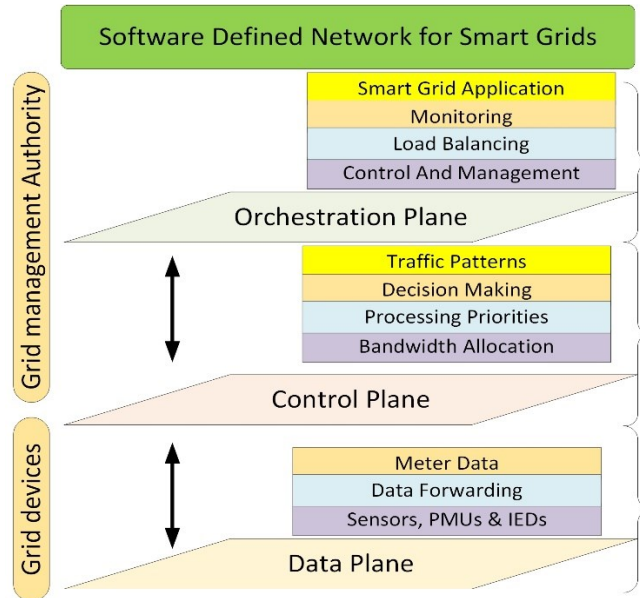 Software Defined Network for Smart Grids
Grid management Authority
Smart Grid Application
Monitoring
Load Balancing
Control And Management
Orchestration Plane
Traffic Patterns
Decision Making
Processing Priorities
Bandwidth Allocation
Control Plane
Grid devices
Meter Data
Data Forwarding
Sensors, PMUs & IEDs
Data Plane